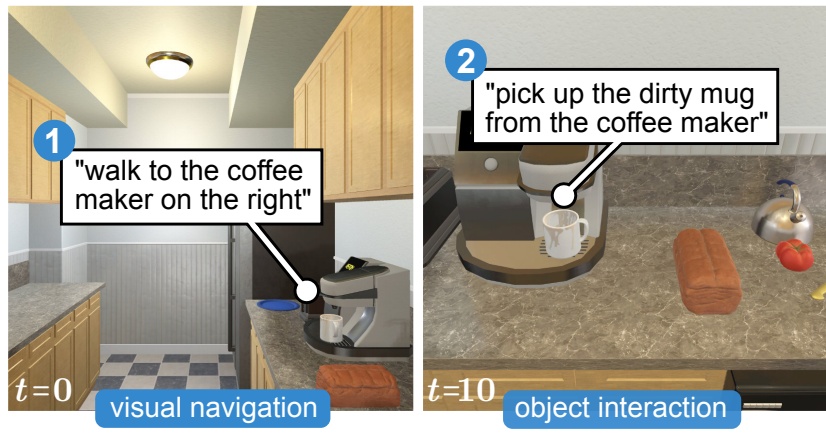 1
"walk to the coffee
maker on the right"
t=0
visual navigation
2
"pick up the dirty mug
from the coffee maker"
t=10
object interaction